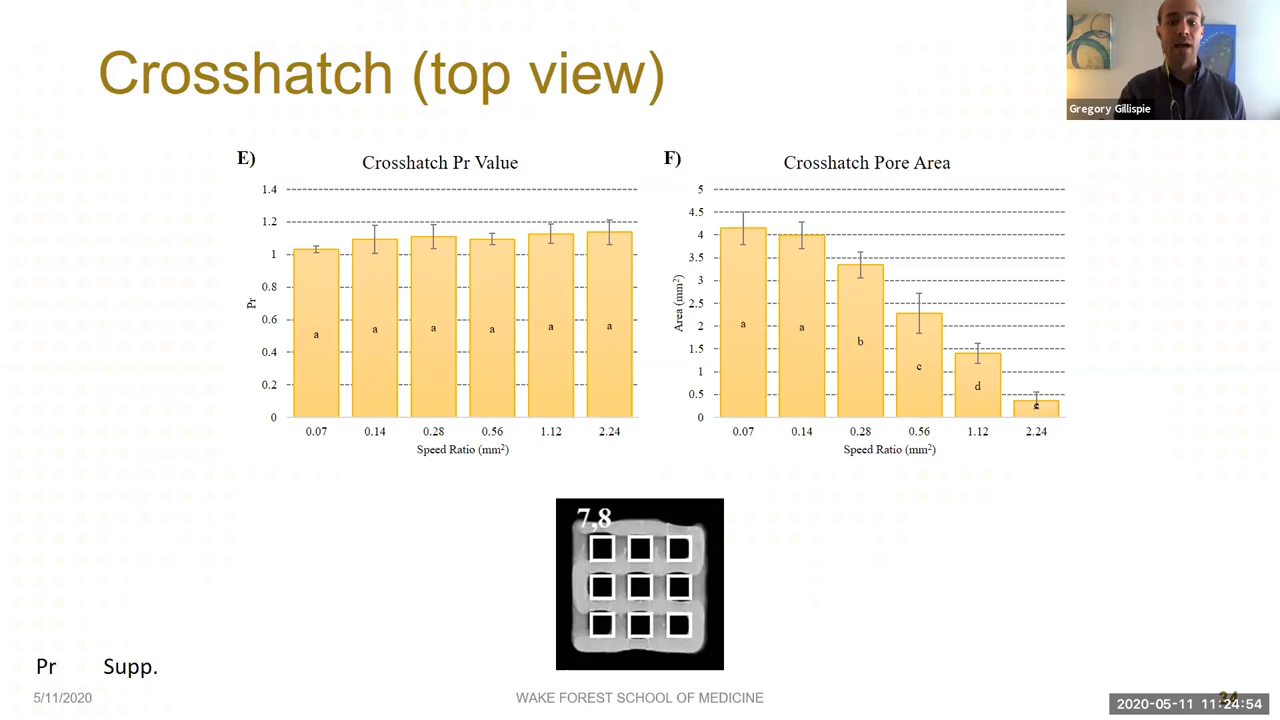 Crosshatch (top view)
Gregory Gillispie
E)
Crosshatch Pr Value
1.4
1.2
1
0.8
0.6
0.4
0.2
0
Pr
a a a a a a
0.07 0.14 0.28 0.56 1.12 2.24
Speed Ratio (mm²)
F)
Crosshatch Pore Area
5
4.5
4
3.5
3
2.5
2
1.5
1
0.5
0
Area (mm²)
a a b c d e
0.07 0.14 0.28 0.56 1.12 2.24
Speed Ratio (mm²)
7,8
Pr Supp.
5/11/2020
WAKE FOREST SCHOOL OF MEDICINE
2020-05-11 11:24:54